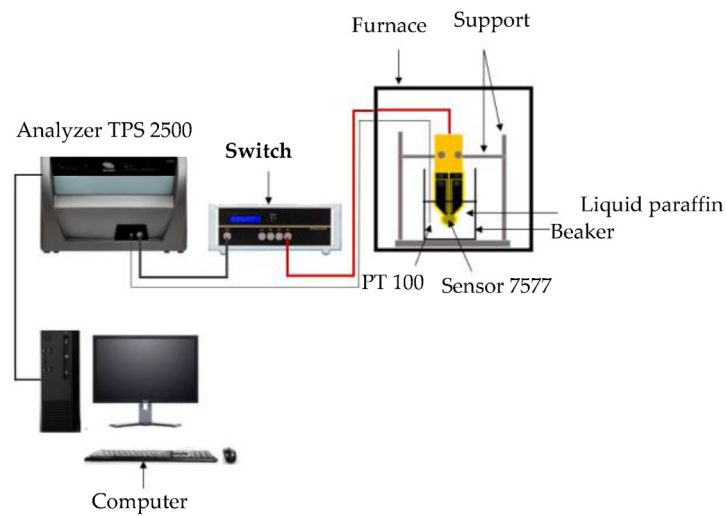 Furnace
Support
Analyzer TPS 2500
Switch
Liquid paraffin
Beaker
PT 100
Sensor 7577
Computer